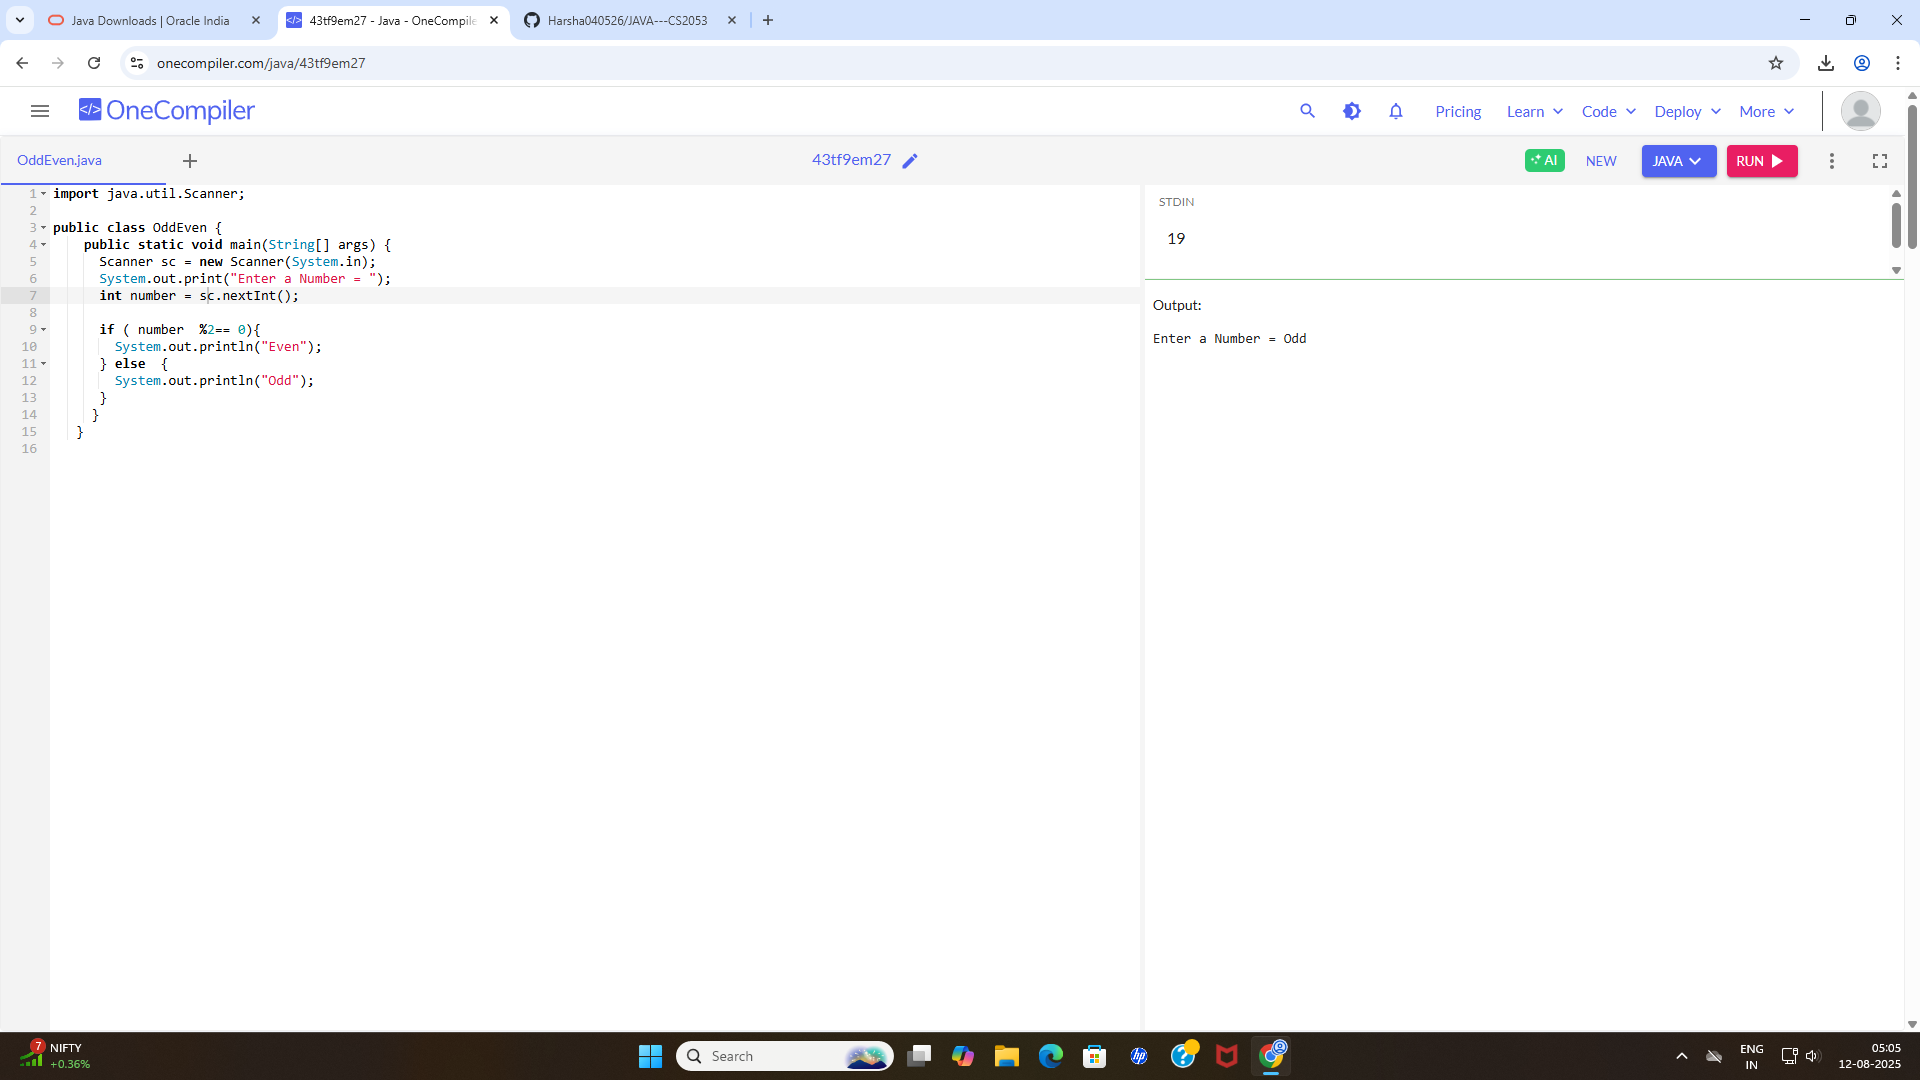 Java Downloads | Oracle India
43tf9em27 - Java - OneCompile
Harsha040526/JAVA---CS2053
onecompiler.com/java/43tf9em27
</> OneCompiler
Pricing
Learn
Code
Deploy
More
OddEven.java
43tf9em27
AI
NEW
JAVA
RUN
1 import java.util.Scanner;
2
3 public class OddEven {
4 public static void main(String[] args) {
5 Scanner sc = new Scanner(System.in);
6 System.out.print("Enter a Number = ");
7 int number = sc.nextInt();
8
9 if ( number  %2== 0){
10 System.out.println("Even");
11 } else  {
12 System.out.println("Odd");
13 }
14 }
15 }
16
STDIN
19
Output:
Enter a Number = Odd
7
NIFTY
+0.36%
Search
hp
ENG
IN
05:05
12-08-2025